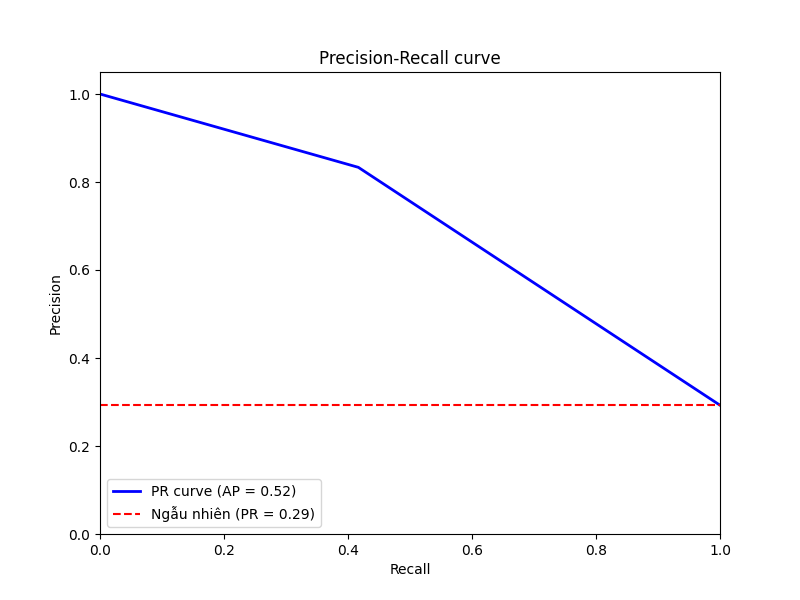 Precision-Recall curve
1.0
0.8
0.6
0.4
0.2
0.0
Precision
PR curve (AP = 0.52)
Ngẫu nhiên (PR = 0.29)
0.0 0.2 0.4 0.6 0.8 1.0
Recall